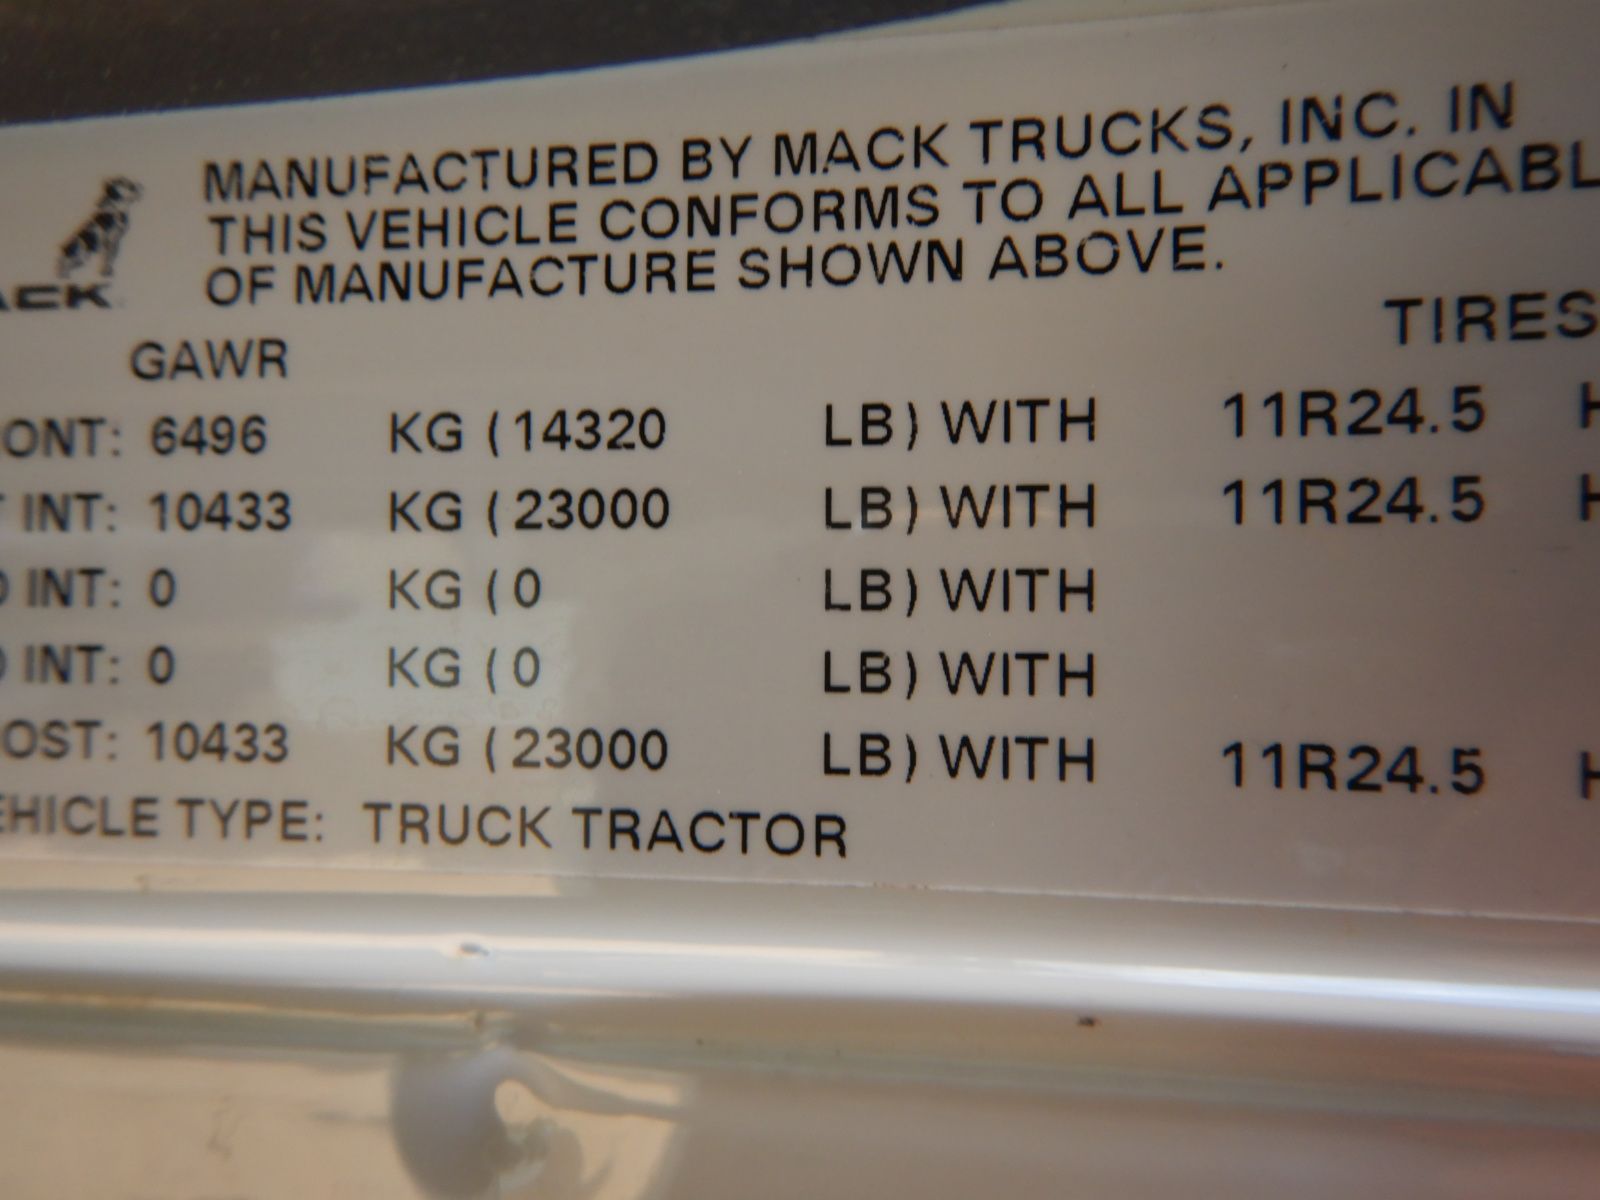 MANUFACTURED BY MACK TRUCKS, INC. IN
THIS VEHICLE CONFORMS TO ALL APPLICABL
OF MANUFACTURE SHOWN ABOVE.
ACK
GAWR TIRES
ONT: 6496 KG (14320 LB) WITH 11R24.5 H
T INT: 10433 KG (23000 LB) WITH 11R24.5 H
D INT: 0 KG (0 LB) WITH
D INT: 0 KG (0 LB) WITH
OST: 10433 KG (23000 LB) WITH 11R24.5 H
EHICLE TYPE: TRUCK TRACTOR